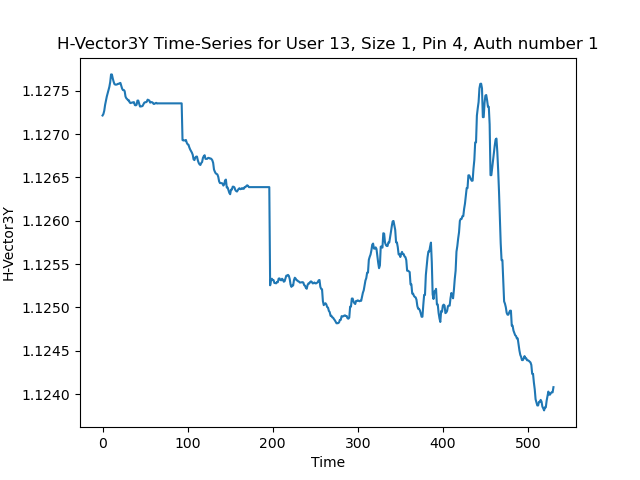 H-Vector3Y Time-Series for User 13, Size 1, Pin 4, Auth number 1
H-Vector3Y
1.1275
1.1270
1.1265
1.1260
1.1255
1.1250
1.1245
1.1240
0 100 200 300 400 500
Time